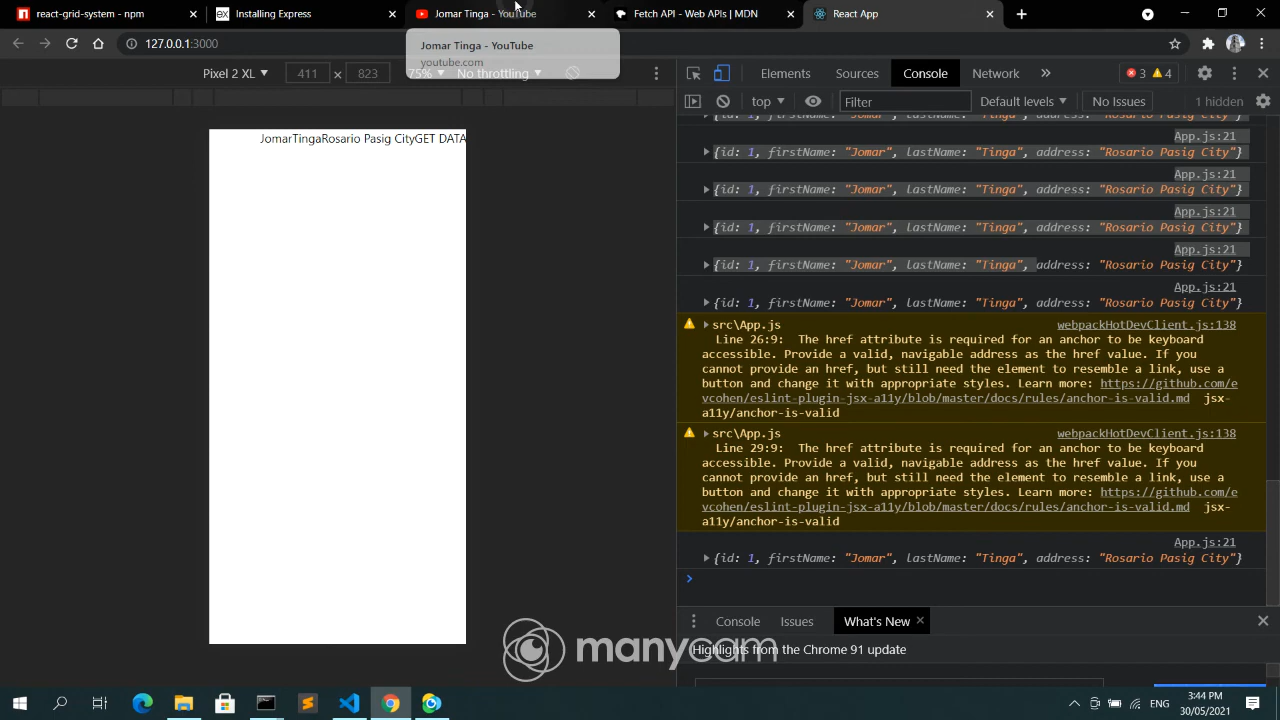 react-grid-system - npm
Installing Express
Jomar Tinga - YouTube
Fetch API - Web APIs | MDN
React App
127.0.0.1:3000
Jomar Tinga - YouTube
youtube.com
Pixel 2 XL
411 x 823
75%
No throttling
Elements
Sources
Console
Network
3
4
top
Filter
Default levels
No Issues
1 hidden
{id: 1, firstName: "Jomar", lastName: "Tinga", address: "Rosario Pasig City"}
App.js:21
{id: 1, firstName: "Jomar", lastName: "Tinga", address: "Rosario Pasig City"}
App.js:21
{id: 1, firstName: "Jomar", lastName: "Tinga", address: "Rosario Pasig City"}
App.js:21
{id: 1, firstName: "Jomar", lastName: "Tinga", address: "Rosario Pasig City"}
App.js:21
{id: 1, firstName: "Jomar", lastName: "Tinga", address: "Rosario Pasig City"}
App.js:21
{id: 1, firstName: "Jomar", lastName: "Tinga", address: "Rosario Pasig City"}
src\App.js webpackHotDevClient.js:138
Line 26:9: The href attribute is required for an anchor to be keyboard
accessible. Provide a valid, navigable address as the href value. If you
cannot provide an href, but still need the element to resemble a link, use a
button and change it with appropriate styles. Learn more: https://github.com/e
vcohen/eslint-plugin-jsx-a11y/blob/master/docs/rules/anchor-is-valid.md jsx-
a11y/anchor-is-valid
src\App.js webpackHotDevClient.js:138
Line 29:9: The href attribute is required for an anchor to be keyboard
accessible. Provide a valid, navigable address as the href value. If you
cannot provide an href, but still need the element to resemble a link, use a
button and change it with appropriate styles. Learn more: https://github.com/e
vcohen/eslint-plugin-jsx-a11y/blob/master/docs/rules/anchor-is-valid.md jsx-
a11y/anchor-is-valid
App.js:21
{id: 1, firstName: "Jomar", lastName: "Tinga", address: "Rosario Pasig City"}
JomarTingaRosario Pasig CityGET DATA
Console
Issues
What's New
Highlights from the Chrome 91 update
manycam
ENG
3:44 PM
30/05/2021